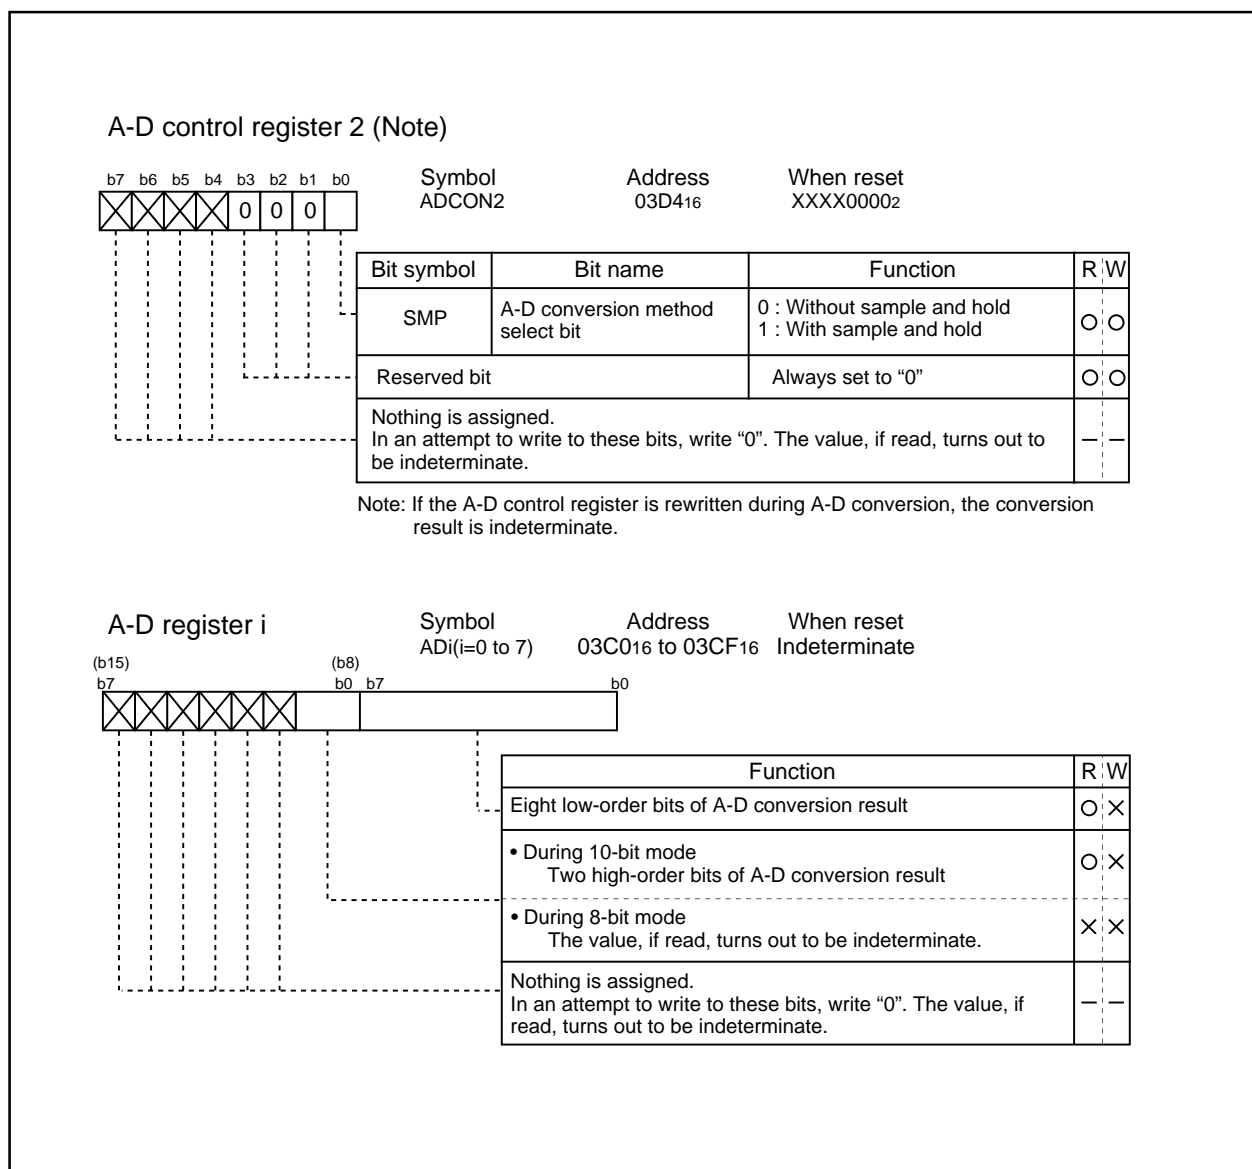 A-D control register 2 (Note)
b7 b6 b5 b4 b3 b2 b1 b0
0 0 0
Symbol Address When reset
ADCON2 03D416 XXXX00002
Bit symbol Bit name Function R W
SMP A-D conversion method select bit 0 : Without sample and hold
1 : With sample and hold
Reserved bit Always set to “0”
Nothing is assigned.
In an attempt to write to these bits, write “0”. The value, if read, turns out to
be indeterminate.
Note: If the A-D control register is rewritten during A-D conversion, the conversion
result is indeterminate.
A-D register i
Symbol Address When reset
ADi(i=0 to 7) 03C016 to 03CF16 Indeterminate
(b15) (b8)
b7 b0 b7 b0
Function R W
Eight low-order bits of A-D conversion result
• During 10-bit mode
Two high-order bits of A-D conversion result
• During 8-bit mode
The value, if read, turns out to be indeterminate.
Nothing is assigned.
In an attempt to write to these bits, write “0”. The value, if
read, turns out to be indeterminate.